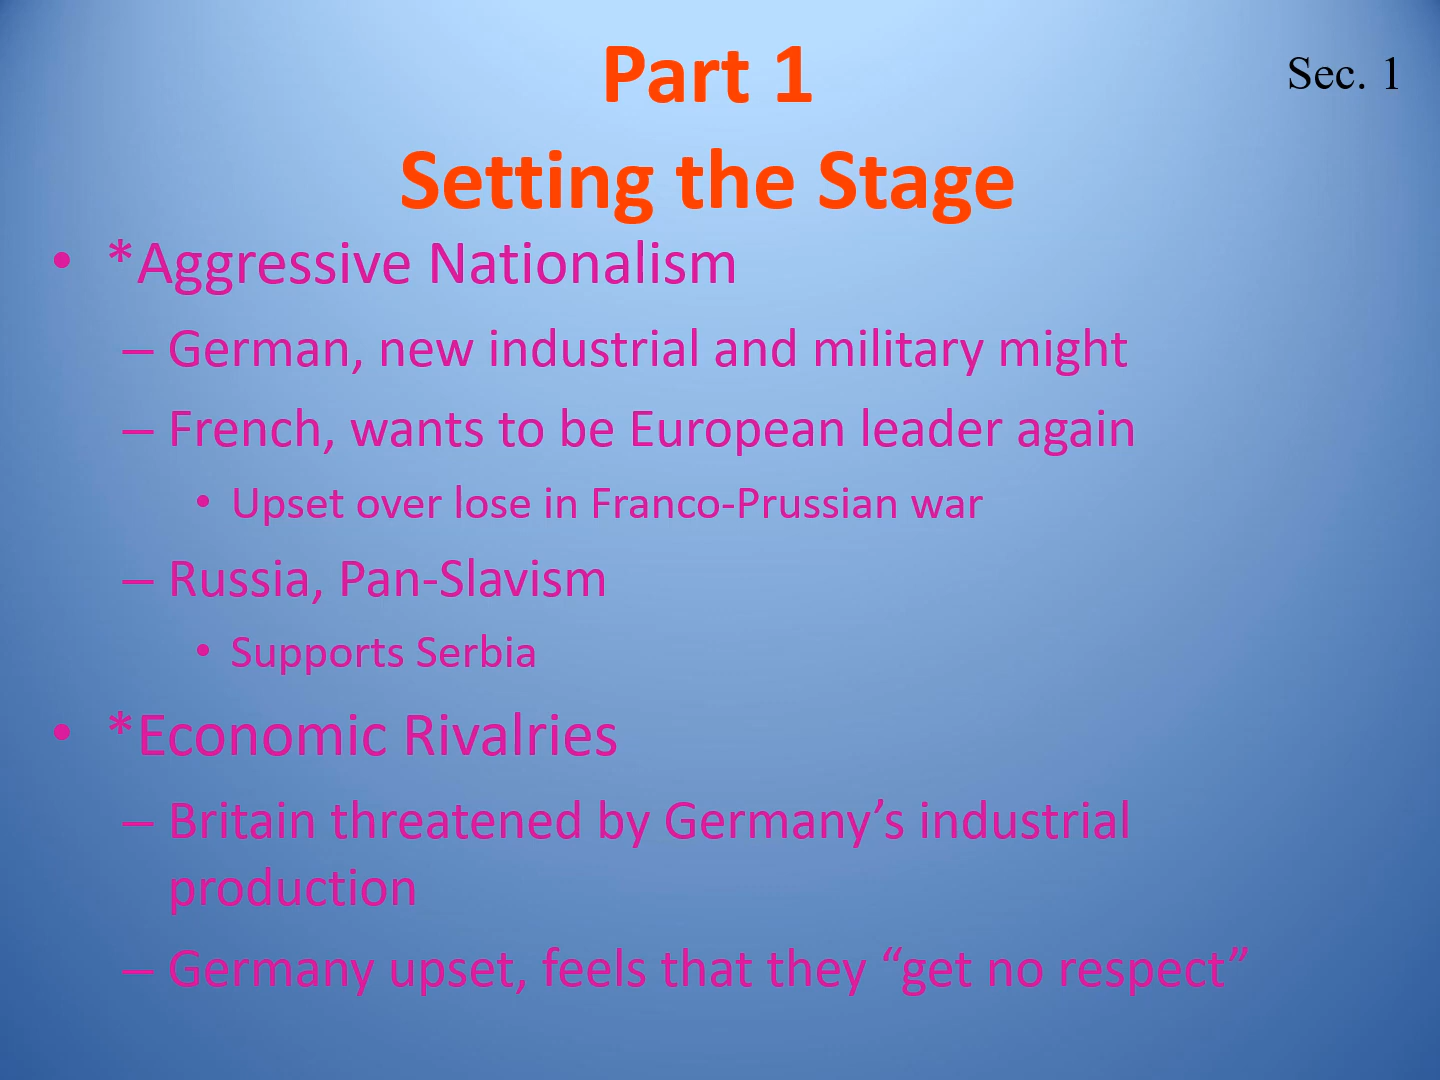 Part 1
Sec. 1
Setting the Stage
• *Aggressive Nationalism
– German, new industrial and military might
– French, wants to be European leader again
• Upset over lose in Franco-Prussian war
– Russia, Pan-Slavism
• Supports Serbia
• *Economic Rivalries
– Britain threatened by Germany’s industrial
production
– Germany upset, feels that they “get no respect”